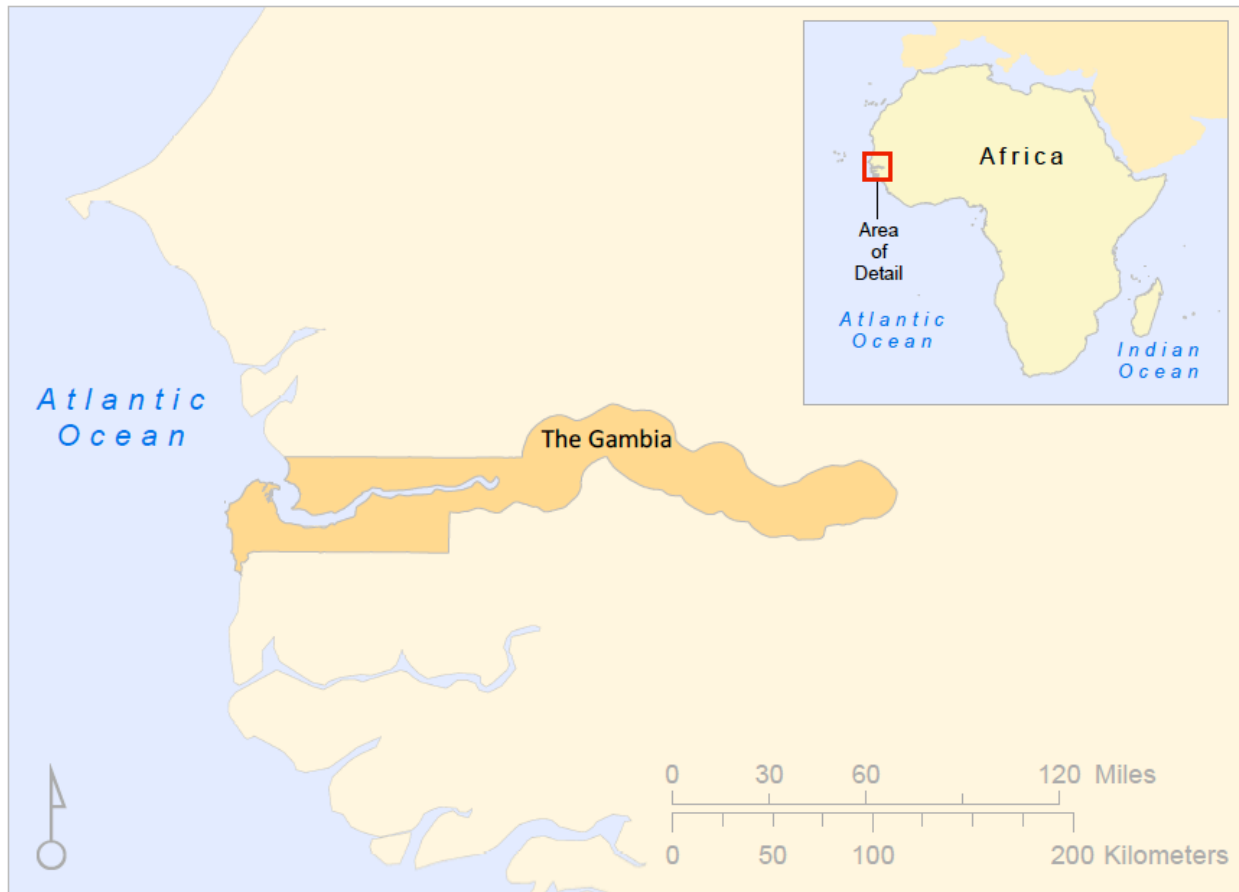 Africa
Area
of
Detail
Atlantic
Ocean
Indian
Ocean
Atlantic
Ocean
The Gambia
0 30 60 120 Miles
0 50 100 200 Kilometers